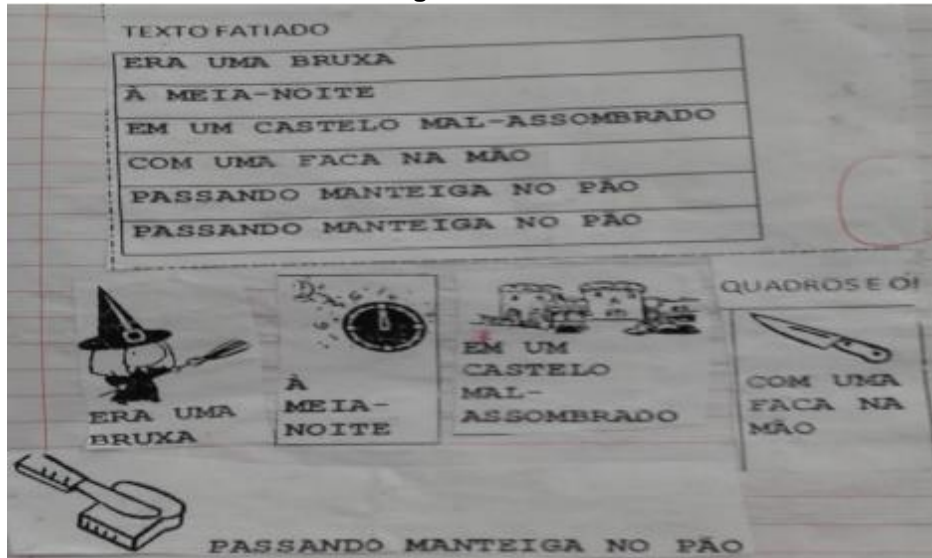 TEXTO FATIADO
ERA UMA BRUXA
À MEIA-NOITE
EM UM CASTELO MAL-ASSOMBRADO
COM UMA FACA NA MÃO
PASSANDO MANTEIGA NO PÃO
PASSANDO MANTEIGA NO PÃO
QUADROS E
ERA UMA
BRUXA
À
MEIA-
NOITE
EM UM
CASTELO
MAL-
ASSOMBRADO
COM UMA
FACA NA
MÃO
PASSANDO MANTEIGA NO PÃO